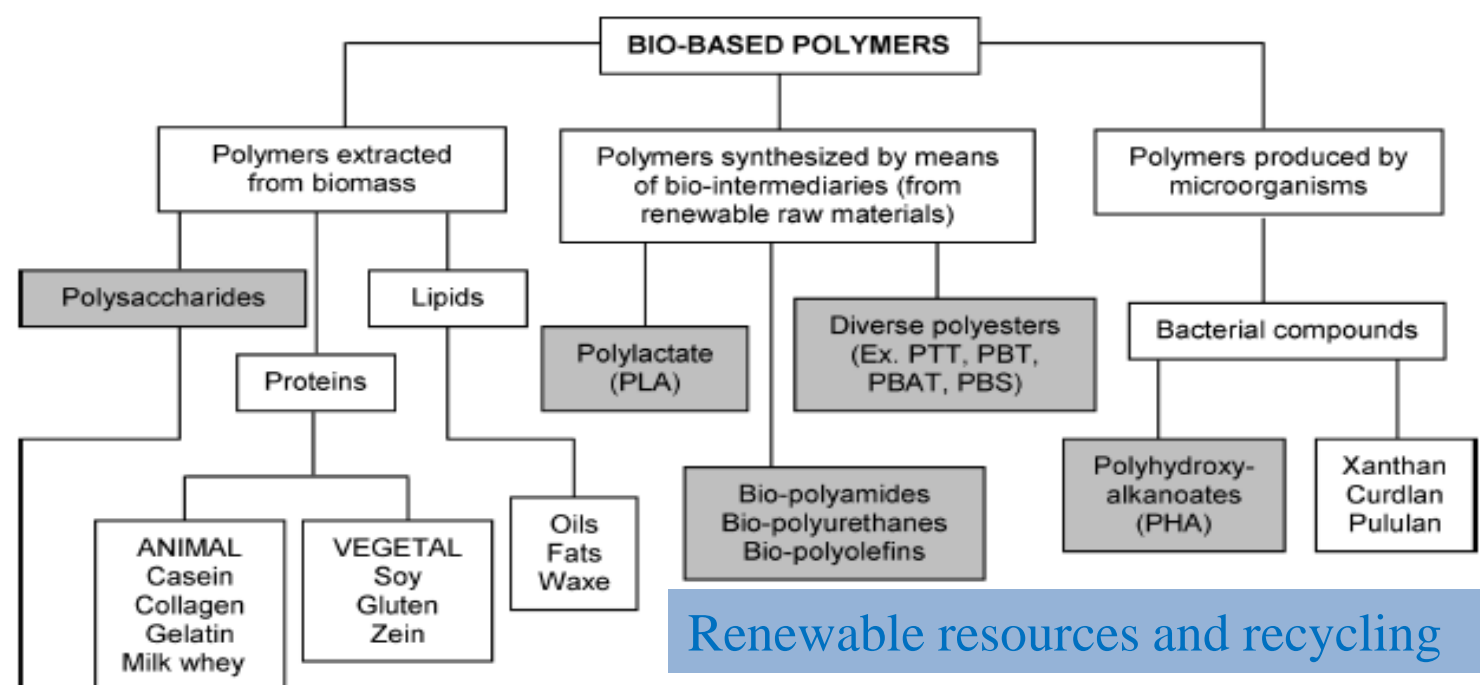 BIO-BASED POLYMERS
Polymers extracted
from biomass
Polymers synthesized by means
of bio-intermediaries (from
renewable raw materials)
Polymers produced by
microorganisms
Polysaccharides
Lipids
Proteins
Polylactate
(PLA)
Diverse polyesters
(Ex. PTT, PBT,
PBAT, PBS)
Bacterial compounds
ANIMAL
Casein
Collagen
Gelatin
Milk whey
VEGETAL
Soy
Gluten
Zein
Oils
Fats
Waxe
Bio-polyamides
Bio-polyurethanes
Bio-polyolefins
Polyhydroxy-
alkanoates
(PHA)
Xanthan
Curdlan
Pululan
Renewable resources and recycling